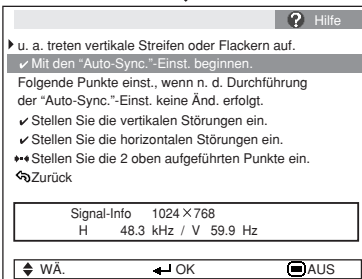 ? Hilfe
u. a. treten vertikale Streifen oder Flackern auf.
✔ Mit den "Auto-Sync."-Einst. beginnen.
Folgende Punkte einst., wenn n. d. Durchführung
der "Auto-Sync."-Einst. keine Änd. erfolgt.
✔ Stellen Sie die vertikalen Störungen ein.
✔ Stellen Sie die horizontalen Störungen ein.
Stellen Sie die 2 oben aufgeführten Punkte ein.
Zurück
Signal-Info 1024×768
H 48.3 kHz / V 59.9 Hz
WÄ. OK AUS